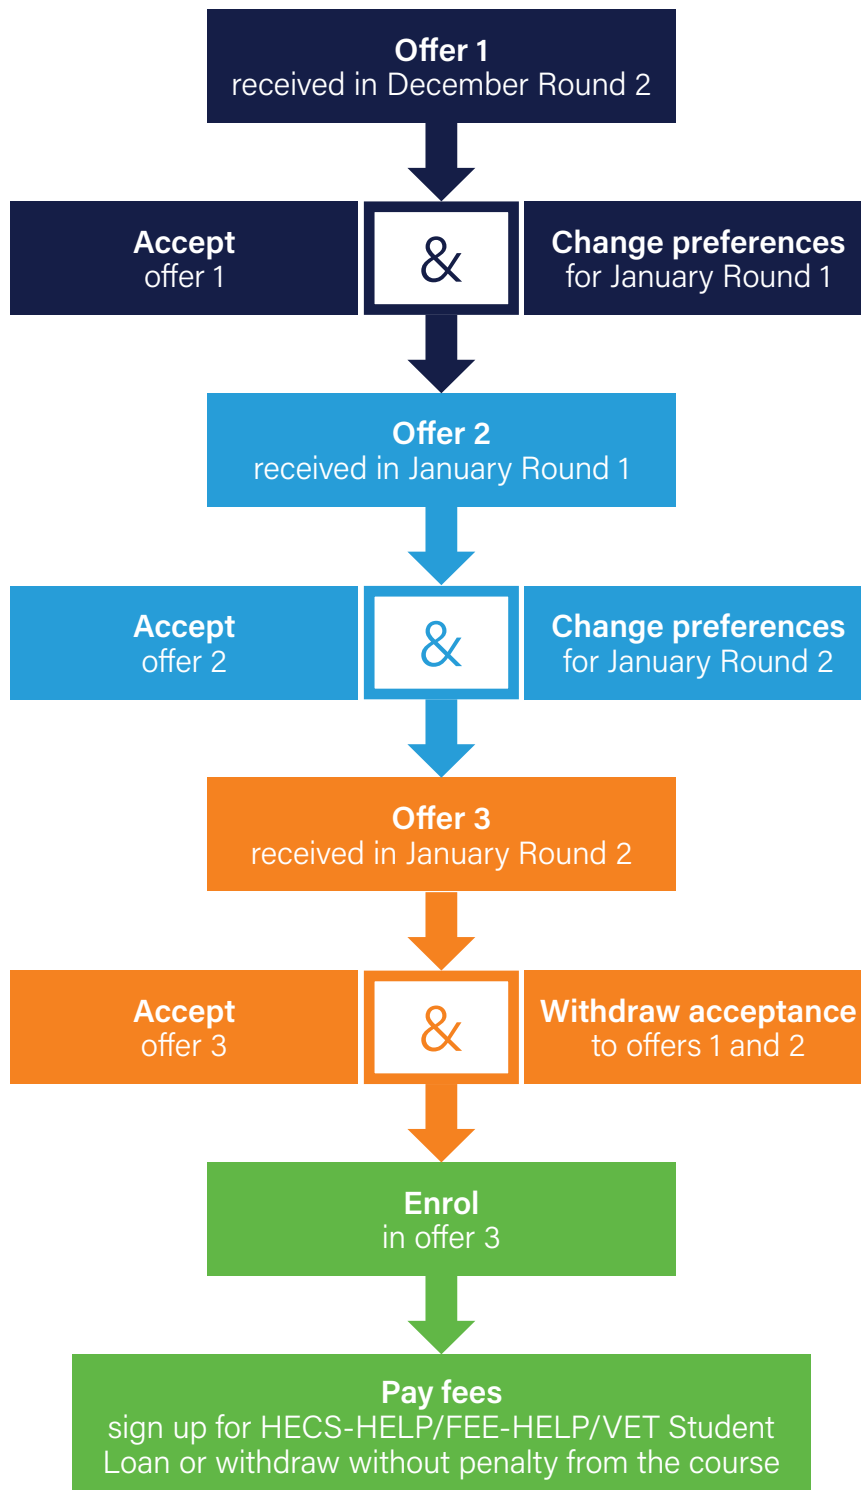 Offer 1
received in December Round 2
Accept
offer 1
&
Change preferences
for January Round 1
Offer 2
received in January Round 1
Accept
offer 2
&
Change preferences
for January Round 2
Offer 3
received in January Round 2
Accept
offer 3
&
Withdraw acceptance
to offers 1 and 2
Enrol
in offer 3
Pay fees
sign up for HECS-HELP/FEE-HELP/VET Student
Loan or withdraw without penalty from the course